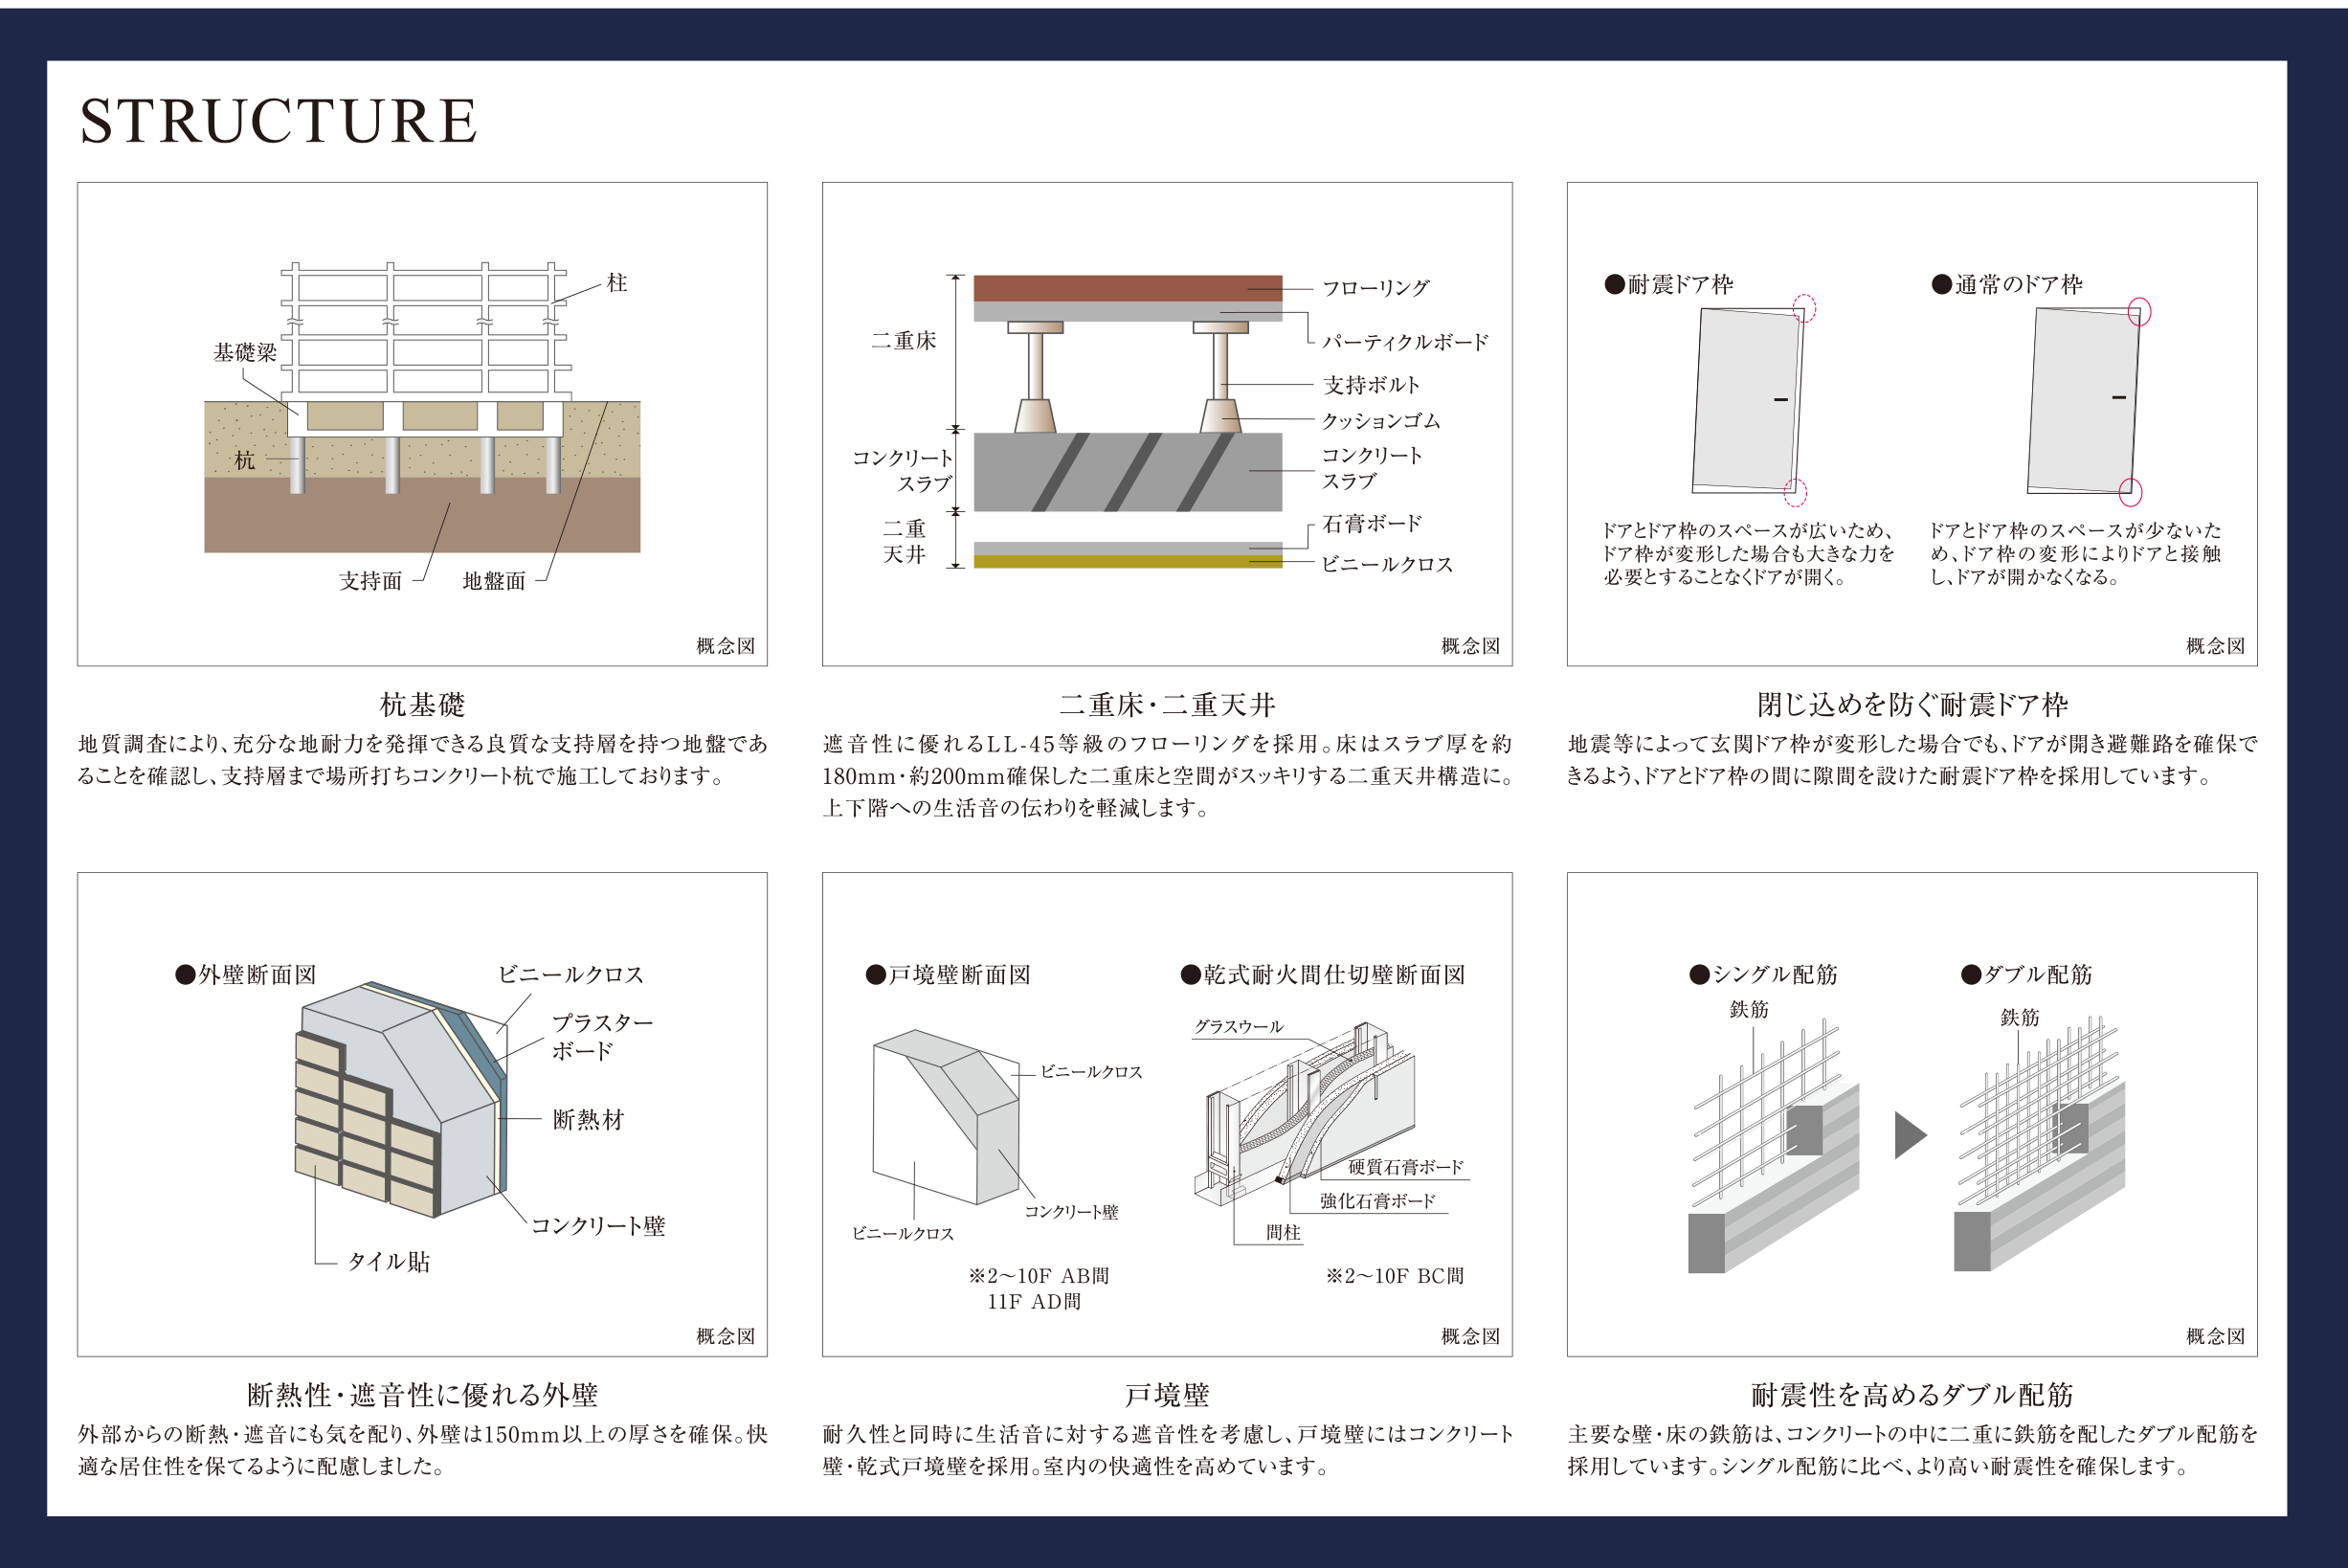 STRUCTURE
柱
基礎梁
杭
支持面
地盤面
概念図
杭基礎
地質調査により、充分な地耐力を発揮できる良質な支持層を持つ地盤であ
ることを確認し、支持層まで場所打ちコンクリート杭で施工しております。
二重床
コンクリート
スラブ
二重
天井
フローリング
パーティクルボード
支持ボルト
クッションゴム
コンクリート
スラブ
石膏ボード
ビニールクロス
概念図
二重床・二重天井
遮音性に優れるLL-45等級のフローリングを採用。床はスラブ厚を約
180mm・約200mm確保した二重床と空間がスッキリする二重天井構造に。
上下階への生活音の伝わりを軽減します。
●耐震ドア枠
ドアとドア枠のスペースが広いため、
ドア枠が変形した場合も大きな力を
必要とすることなくドアが開く。
●通常のドア枠
ドアとドア枠のスペースが少ないた
め、ドア枠の変形によりドアと接触
し、ドアが開かなくなる。
概念図
閉じ込めを防ぐ耐震ドア枠
地震等によって玄関ドア枠が変形した場合でも、ドアが開き避難路を確保で
きるよう、ドアとドア枠の間に隙間を設けた耐震ドア枠を採用しています。
●外壁断面図
ビニールクロス
プラスター
ボード
断熱材
コンクリート壁
タイル貼
概念図
断熱性・遮音性に優れる外壁
外部からの断熱・遮音にも気を配り、外壁は150mm以上の厚さを確保。快
適な居住性を保てるように配慮しました。
●戸境壁断面図
ビニールクロス
コンクリート壁
ビニールクロス
※2〜10F AB間
11F AD間
●乾式耐火間仕切壁断面図
グラスウール
硬質石膏ボード
強化石膏ボード
間柱
※2〜10F BC間
概念図
戸境壁
耐久性と同時に生活音に対する遮音性を考慮し、戸境壁にはコンクリート
壁・乾式戸境壁を採用。室内の快適性を高めています。
●シングル配筋
鉄筋
●ダブル配筋
鉄筋
概念図
耐震性を高めるダブル配筋
主要な壁・床の鉄筋は、コンクリートの中に二重に鉄筋を配したダブル配筋を
採用しています。シングル配筋に比べ、より高い耐震性を確保します。